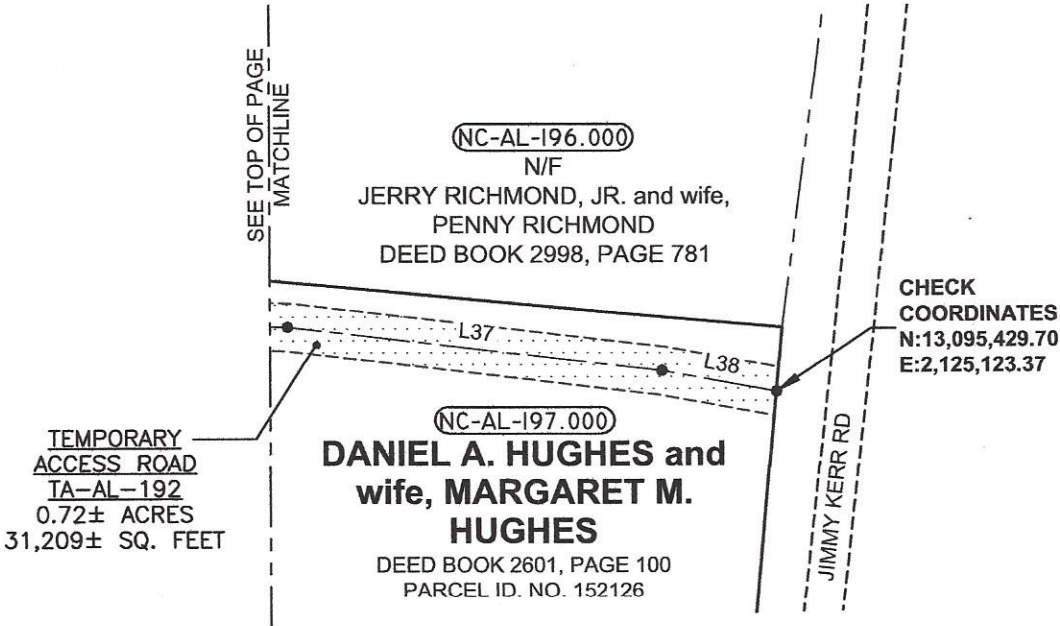 SEE TOP OF PAGE
MATCHLINE
NC-AL-196.000
N/F
JERRY RICHMOND, JR. and wife,
PENNY RICHMOND
DEED BOOK 2998, PAGE 781
CHECK
COORDINATES
N:13,095,429.70
E:2,125,123.37
L37
L38
NC-AL-197.000
DANIEL A. HUGHES and
wife, MARGARET M.
HUGHES
DEED BOOK 2601, PAGE 100
PARCEL ID. NO. 152126
TEMPORARY
ACCESS ROAD
TA-AL-192
0.72± ACRES
31,209± SQ. FEET
JIMMY KERR RD